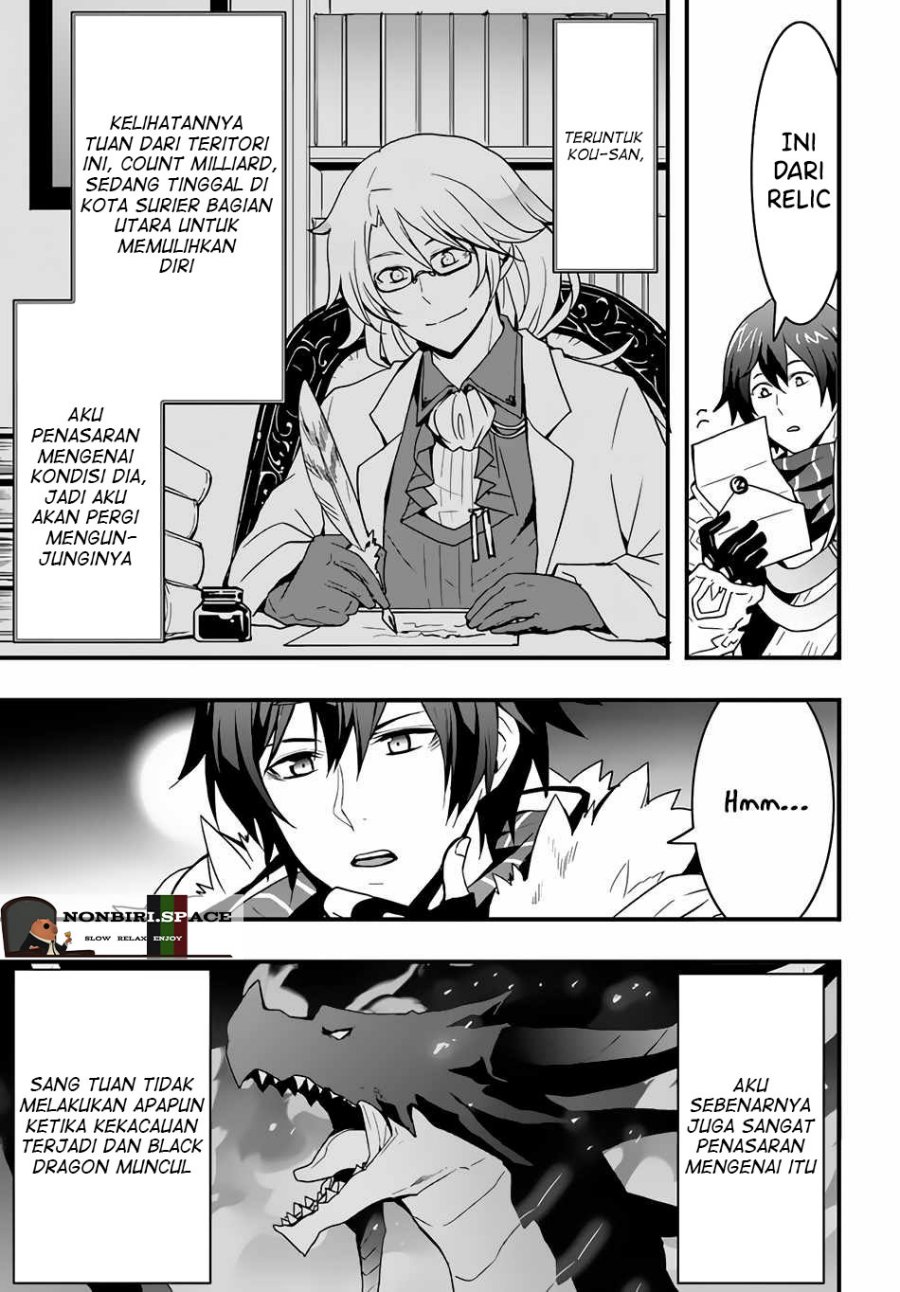 INI
DARI
RELIC
TERUNTUK
KOU-SAN,
KELIHATANNYA
TUAN DARI TERITORI
INI, COUNT MILLIARD,
SEDANG TINGGAL DI
KOTA SURIER BAGIAN
UTARA UNTUK
MEMULIHKAN
DIRI
AKU
PENASARAN
MENGENAI
KONDISI DIA,
JADI AKU
AKAN PERGI
MENGUN-
JUNGINYA
Hmm...
NONBIRI.SPACE
SLOW RELAX ENJOY
AKU
SEBENARNYA
JUGA SANGAT
PENASARAN
MENGENAI ITU
SANG TUAN TIDAK
MELAKUKAN APAPUN
KETIKA KEKACAUAN
TERJADI DAN BLACK
DRAGON MUNCUL